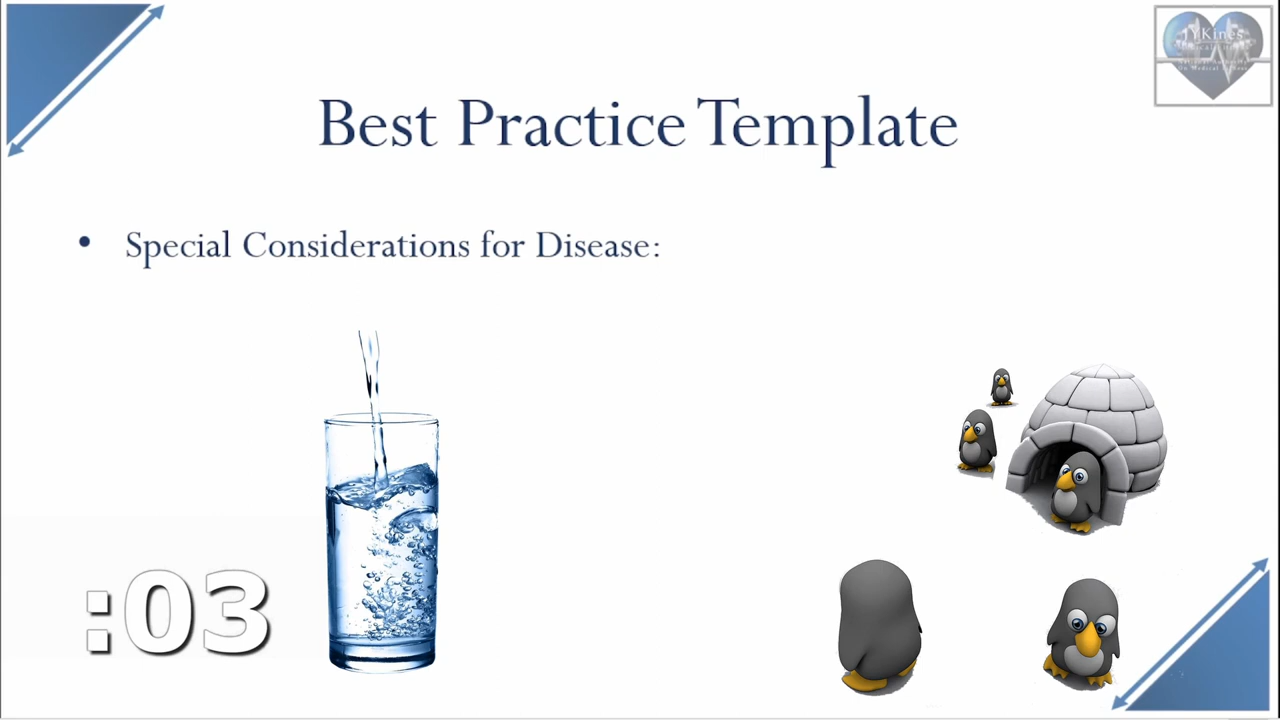 Best Practice Template
• Special Considerations for Disease:
:03